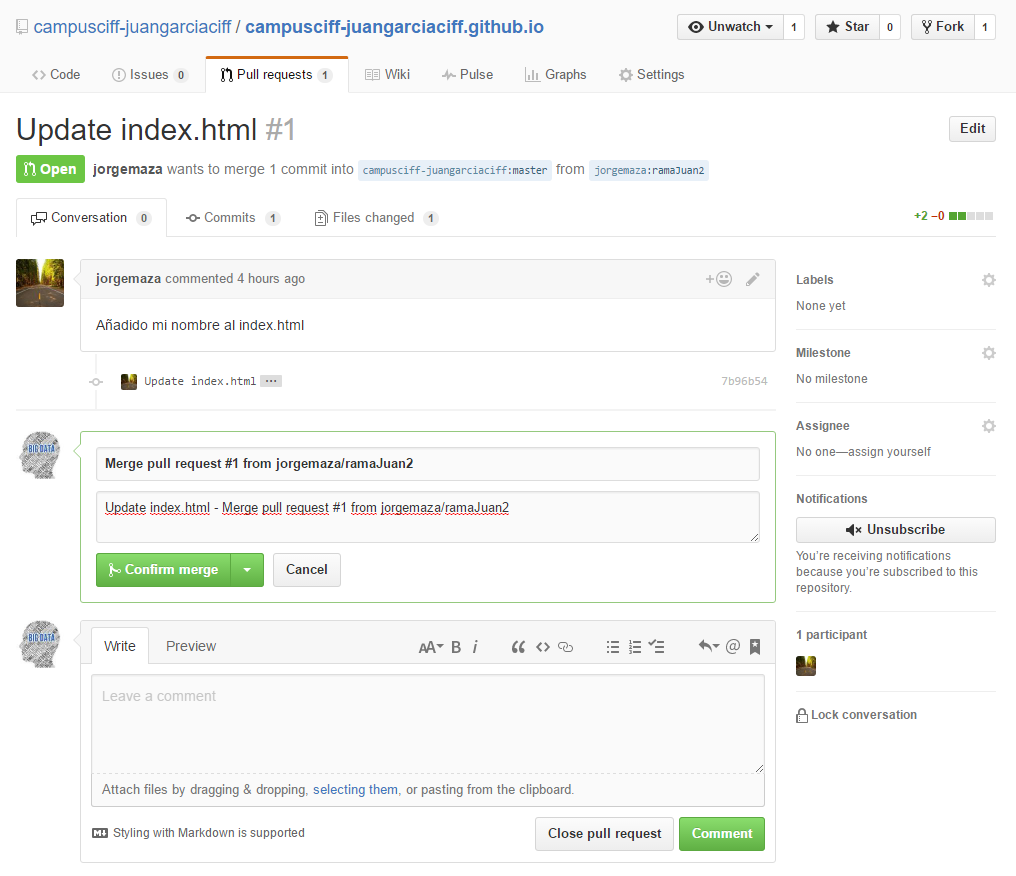 campusciff-juangarciaciff / campusciff-juangarciaciff.github.io
Unwatch 1 Star 0 Fork 1
Code Issues 0 Pull requests 1 Wiki Pulse Graphs Settings
Update index.html #1
Edit
Open jorgemaza wants to merge 1 commit into campusciff-juangarciaciff:master from jorgemaza:ramaJuan2
Conversation 0 Commits 1 Files changed 1
+2 −0
jorgemaza commented 4 hours ago
Añadido mi nombre al index.html
Update index.html ...
7b96b54
BIG DATA
Merge pull request #1 from jorgemaza/ramaJuan2
Update index.html - Merge pull request #1 from jorgemaza/ramaJuan2
Confirm merge Cancel
BIG DATA
Write Preview
AA B i
@
Leave a comment
Attach files by dragging & dropping, selecting them, or pasting from the clipboard.
Styling with Markdown is supported
Close pull request Comment
Labels
None yet
Milestone
No milestone
Assignee
No one—assign yourself
Notifications
Unsubscribe
You’re receiving notifications
because you’re subscribed to this
repository.
1 participant
Lock conversation